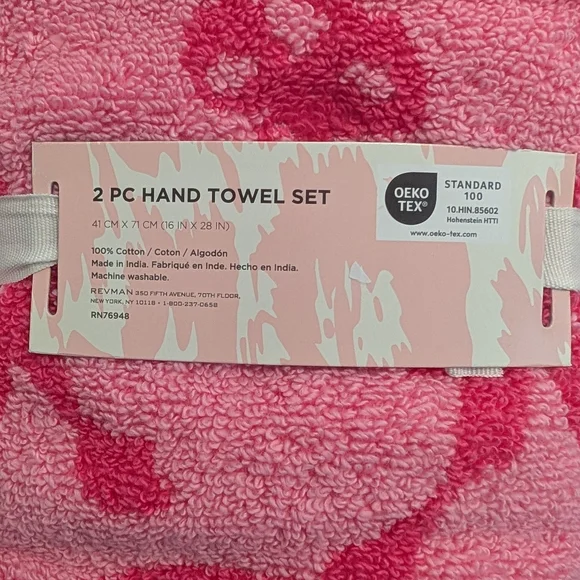 2 PC HAND TOWEL SET
41 CM X 71 CM (16 IN X 28 IN)
100% Cotton / Coton / Algodón
Made in India. Fabriqué en Inde. Hecho en India.
Machine washable.
REVMAN 350 FIFTH AVENUE, 70TH FLOOR,
NEW YORK, NY 10118 • 1-800-237-0658
RN76948
OEKO
TEX®
STANDARD
100
10.HIN.85602
Hohenstein HTTI
www.oeko-tex.com